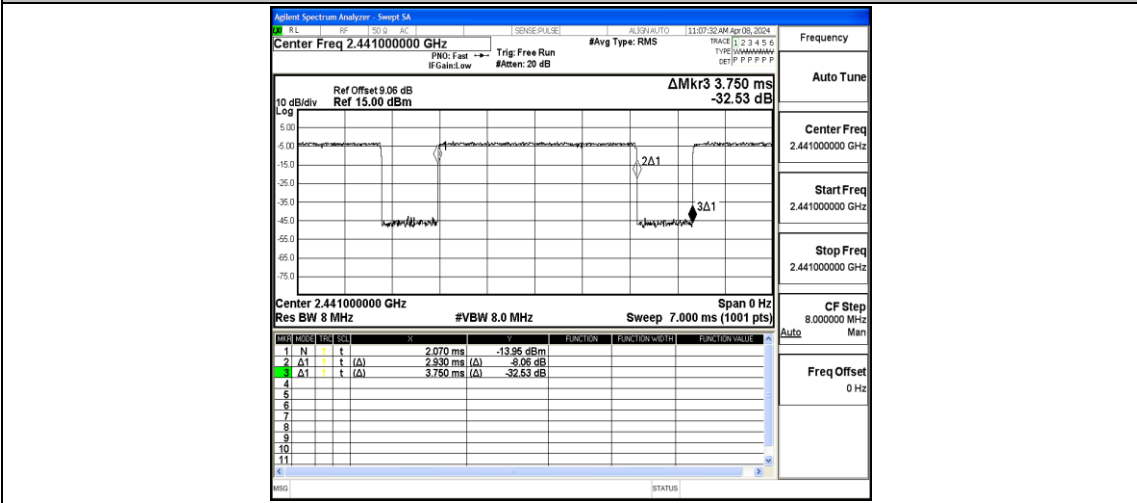 Agilent Spectrum Analyzer - Swept SA
RL RF 50 Ω AC SENSE:PULSE ALIGN AUTO 11:07:32 AM Apr 08, 2024
Center Freq 2.441000000 GHz
PNO: Fast
IFGain:Low
Trig: Free Run
#Atten: 20 dB
#Avg Type: RMS
TRACE 1 2 3 4 5 6
TYPE
DET P P P P P P
Frequency
Auto Tune
Center Freq
2.441000000 GHz
Start Freq
2.441000000 GHz
Stop Freq
2.441000000 GHz
CF Step
8.000000 MHz
Auto Man
Freq Offset
0 Hz
ΔMkr3 3.750 ms
-32.53 dB
Ref Offset 9.06 dB
10 dB/div Ref 15.00 dBm
Log
5.00
-5.00
-15.0
-25.0
-35.0
-45.0
-55.0
-65.0
-75.0
1
2Δ1
3Δ1
Center 2.441000000 GHz Span 0 Hz
Res BW 8 MHz #VBW 8.0 MHz Sweep 7.000 ms (1001 pts)
MKR MODE TRC SCL X Y FUNCTION FUNCTION WIDTH FUNCTION VALUE
1 N 1 t 2.070 ms -13.95 dBm
2 Δ1 1 t (Δ) 2.930 ms (Δ) -8.06 dB
3 Δ1 1 t (Δ) 3.750 ms (Δ) -32.53 dB
4
5
6
7
8
9
10
11
MSG STATUS